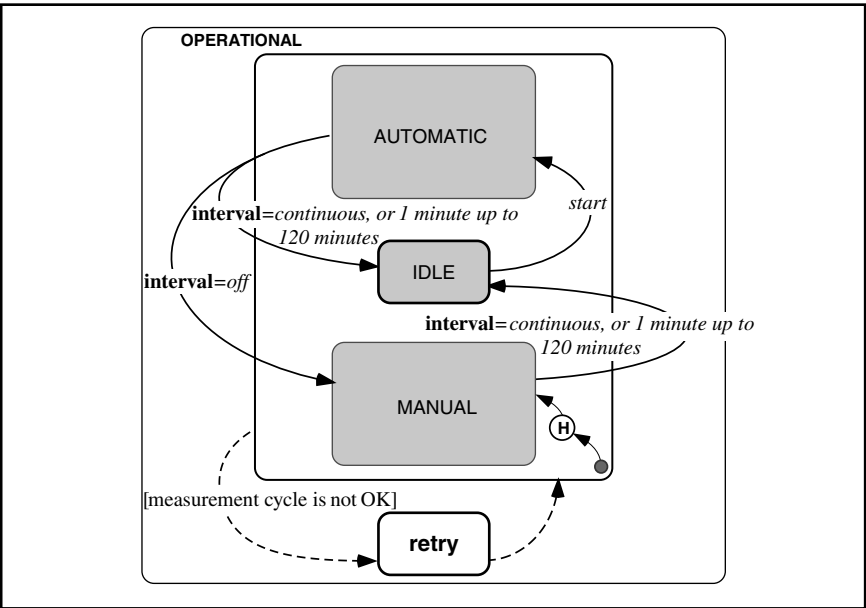 OPERATIONAL
AUTOMATIC
start
interval=continuous, or 1 minute up to
120 minutes
IDLE
interval=off
interval=continuous, or 1 minute up to
120 minutes
MANUAL
H
[measurement cycle is not OK]
retry